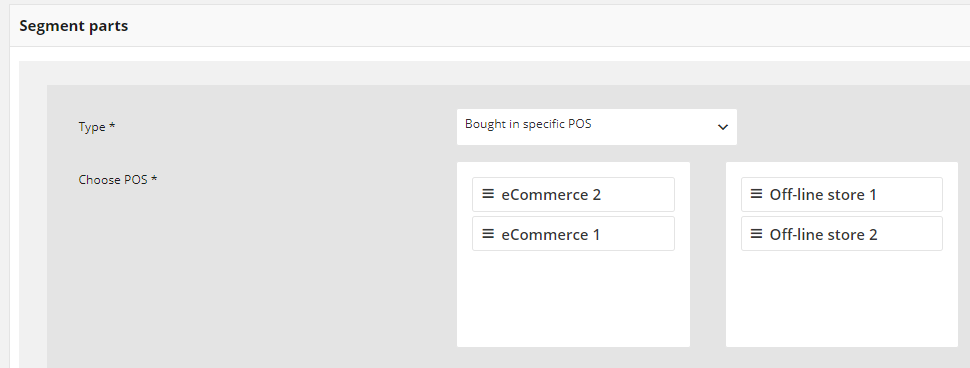 Segment parts
Type *
Bought in specific POS
Choose POS *
eCommerce 2
Off-line store 1
eCommerce 1
Off-line store 2